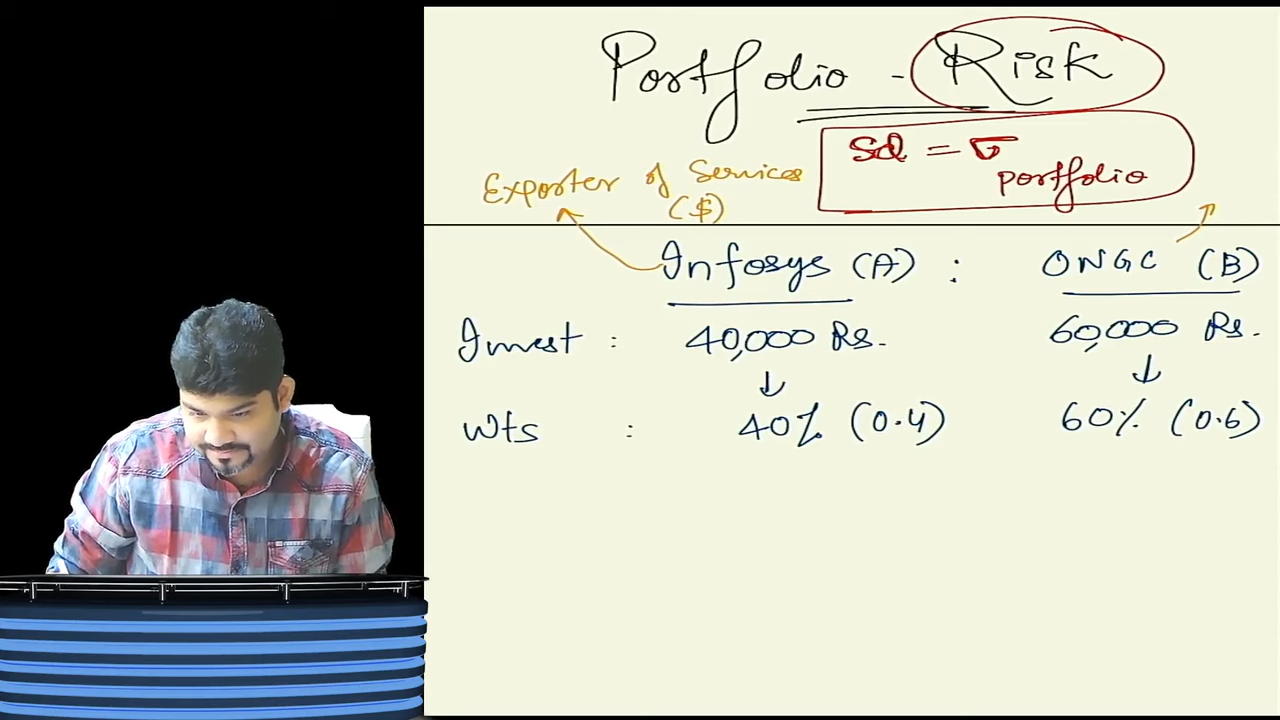 Portfolio - Risk
Sd = σ portfolio
Exporter of Services
($)
Infosys (A) : ONGC (B)
Invest : 40,000 Rs. 60,000 Rs.
↓ ↓
Wts : 40% (0.4) 60% (0.6)